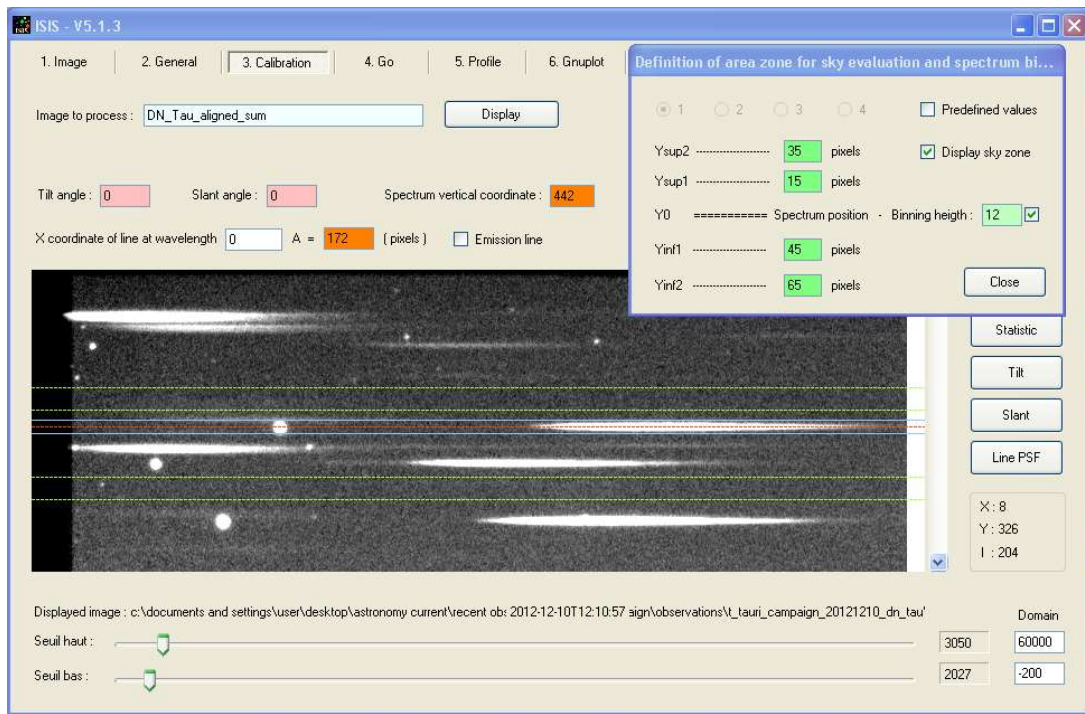 ISIS - V5.1.3
1. Image 2. General 3. Calibration 4. Go 5. Profile 6. Gnuplot
Definition of area zone for sky evaluation and spectrum bi...
Image to process : DN_Tau_aligned_sum Display
1 2 3 4 Predefined values
Ysup2 -------------------- 35 pixels Display sky zone
Ysup1 -------------------- 15 pixels
Tilt angle : 0 Slant angle : 0 Spectrum vertical coordinate : 442
Y0 =========== Spectrum position - Binning heigth : 12
X coordinate of line at wavelength 0 A = 172 ( pixels ) Emission line
Yinf1 -------------------- 45 pixels
Yinf2 -------------------- 65 pixels
Close
Statistic
Tilt
Slant
Line PSF
X : 8
Y : 326
I : 204
Displayed image : c:\documents and settings\user\desktop\astronomy current\recent obs 2012-12-10T12:10:57 aign\observations\t_tauri_campaign_20121210_dn_tau'
Domain
Seuil haut : 3050 60000
Seuil bas : 2027 -200